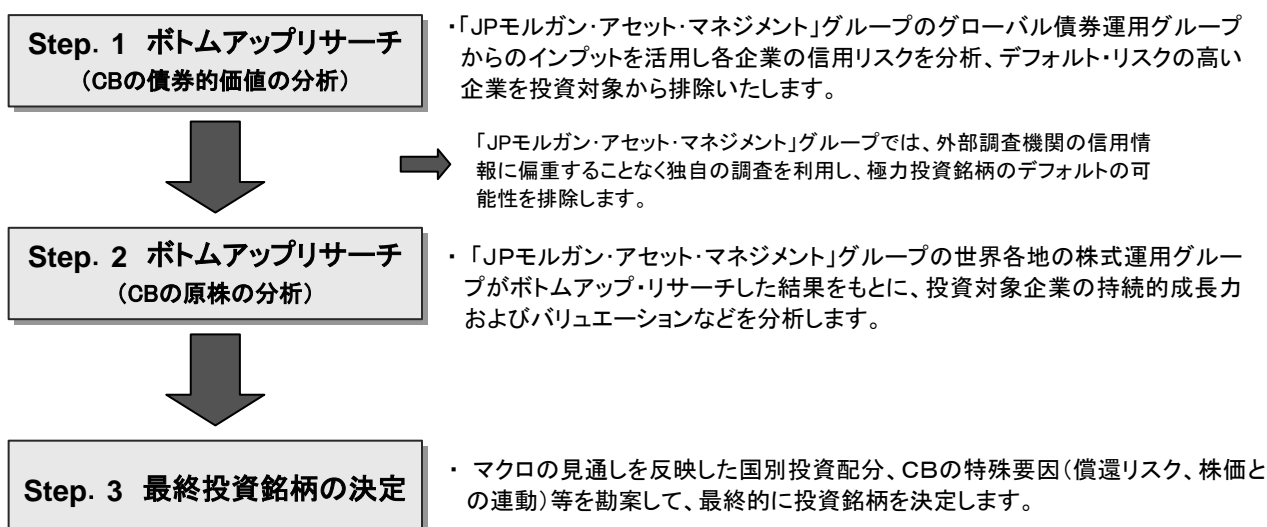 Step. 1 ボトムアップリサーチ
（CBの債券的価値の分析）
・「JPモルガン・アセット・マネジメント」グループのグローバル債券運用グループ
からのインプットを活用し各企業の信用リスクを分析、デフォルト・リスクの高い
企業を投資対象から排除いたします。
「JPモルガン・アセット・マネジメント」グループでは、外部調査機関の信用情
報に偏重することなく独自の調査を利用し、極力投資銘柄のデフォルトの可
能性を排除します。
Step. 2 ボトムアップリサーチ
（CBの原株の分析）
・「JPモルガン・アセット・マネジメント」グループの世界各地の株式運用グルー
プがボトムアップ・リサーチした結果をもとに、投資対象企業の持続的成長力
およびバリュエーションなどを分析します。
Step. 3 最終投資銘柄の決定
・ マクロの見通しを反映した国別投資配分、CBの特殊要因（償還リスク、株価と
の連動）等を勘案して、最終的に投資銘柄を決定します。